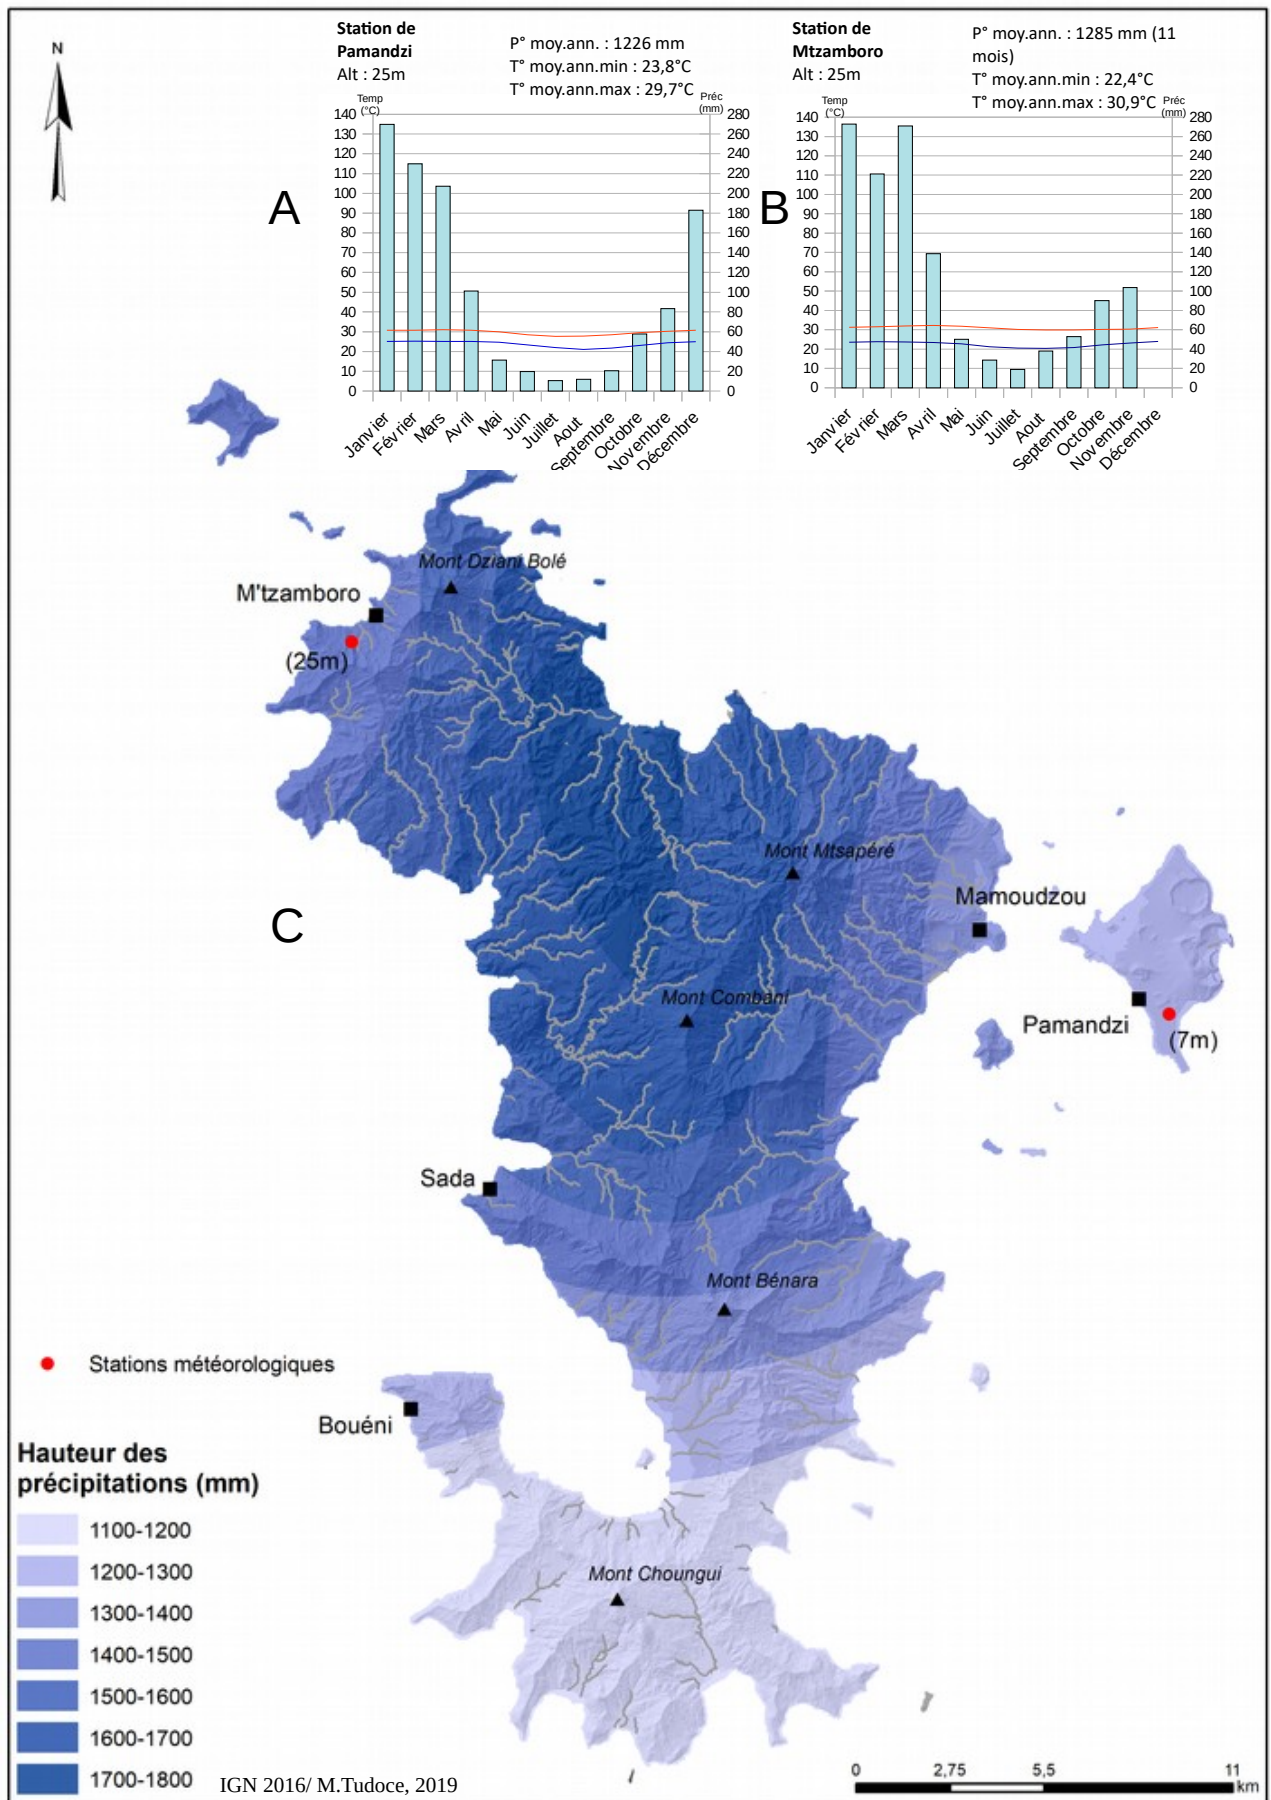 N
Station de
Pamandzi
Alt : 25m
P° moy.ann. : 1226 mm
T° moy.ann.min : 23,8°C
T° moy.ann.max : 29,7°C
Temp
(°C)
Préc
(mm)
140
130
120
110
100
90
80
70
60
50
40
30
20
10
0
280
260
240
220
200
180
160
140
120
100
80
60
40
20
0
Janvier
Février
Mars
Avril
Mai
Juin
Juillet
Aout
Septembre
Octobre
Novembre
Décembre
A
Station de
Mtzamboro
Alt : 25m
P° moy.ann. : 1285 mm (11
mois)
T° moy.ann.min : 22,4°C
T° moy.ann.max : 30,9°C
Temp
(°C)
Préc
(mm)
140
130
120
110
100
90
80
70
60
50
40
30
20
10
0
280
260
240
220
200
180
160
140
120
100
80
60
40
20
0
Janvier
Février
Mars
Avril
Mai
Juin
Juillet
Aout
Septembre
Octobre
Novembre
Décembre
B
Mont Dziani Bolé
M'tzamboro
(25m)
Mont Mtsapéré
Mamoudzou
C
Mont Combani
Pamandzi
(7m)
Sada
Mont Bénara
Stations météorologiques
Bouéni
Hauteur des
précipitations (mm)
1100-1200
1200-1300
1300-1400
1400-1500
1500-1600
1600-1700
1700-1800
Mont Choungui
IGN 2016/ M.Tudoce, 2019
0 2,75 5,5 11
km